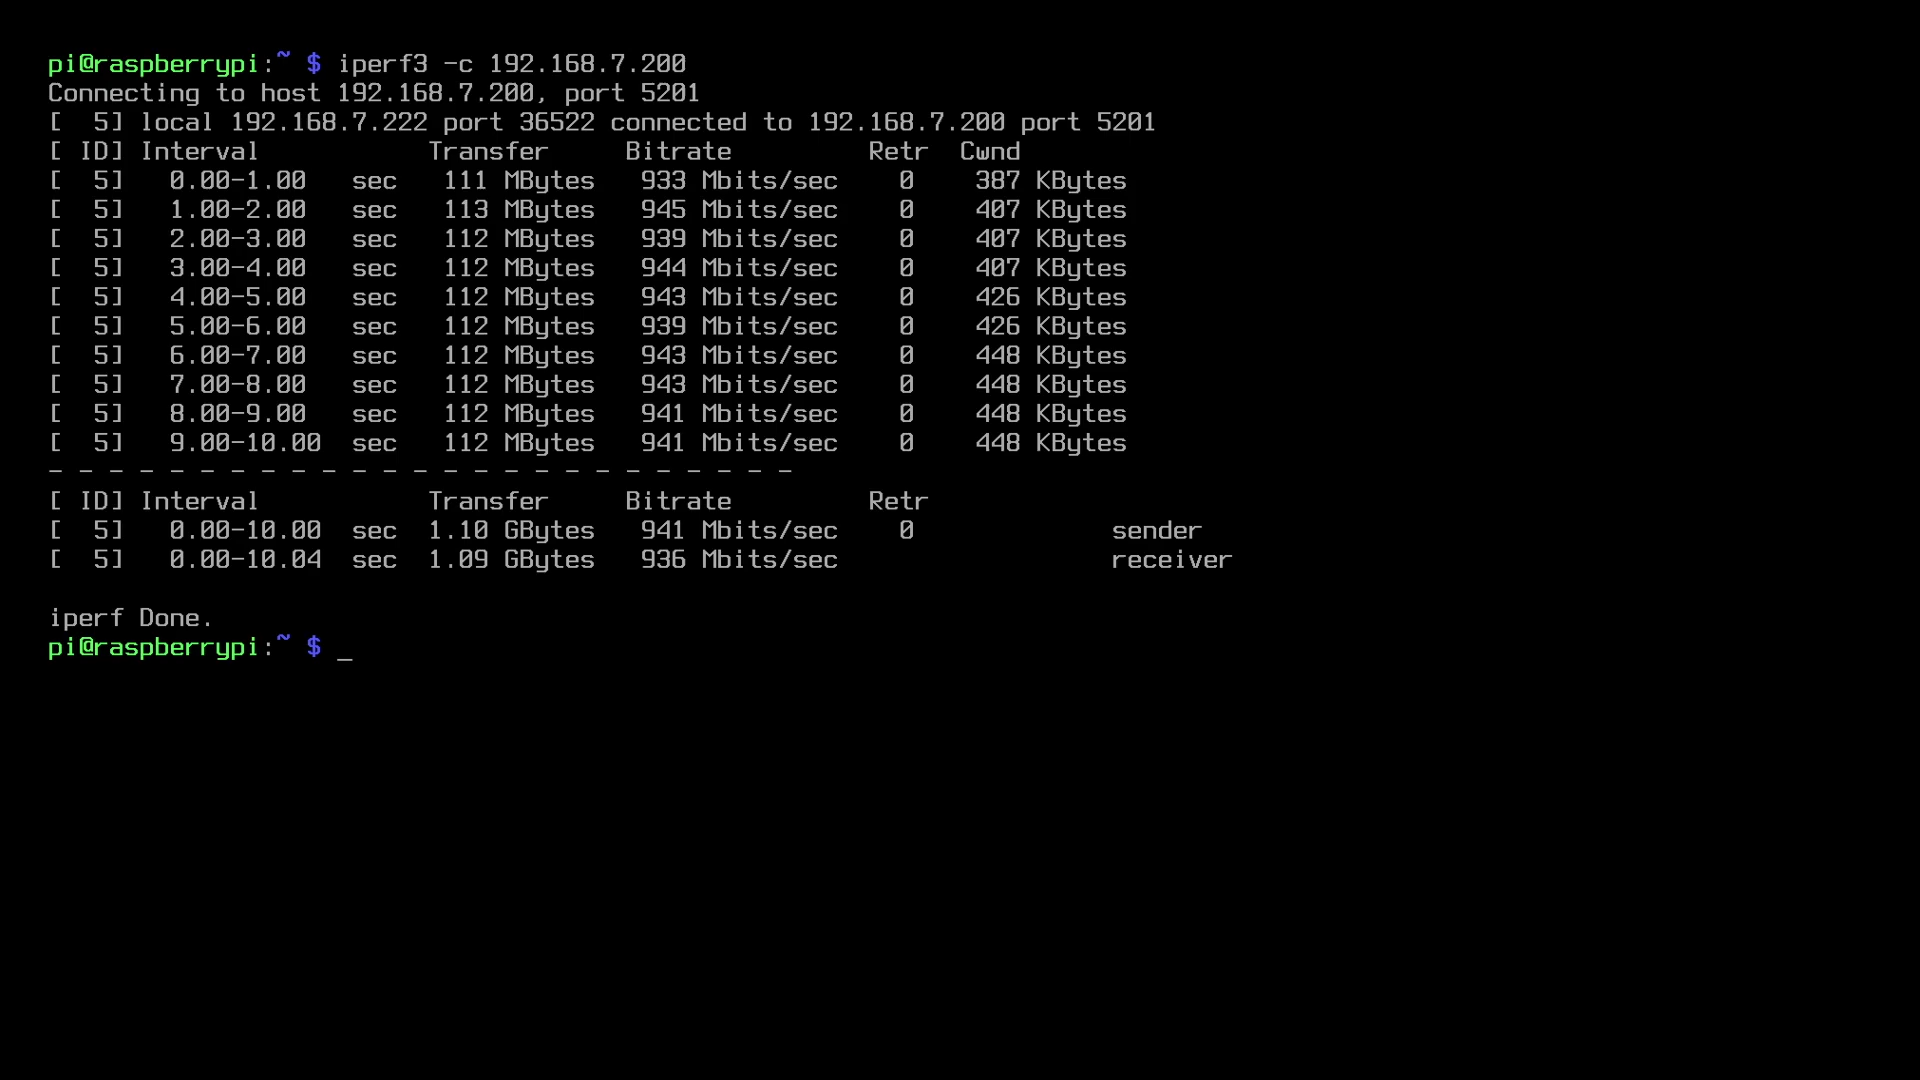 pi@raspberrypi:~ $ iperf3 -c 192.168.7.200
Connecting to host 192.168.7.200, port 5201
[  5] local 192.168.7.222 port 36522 connected to 192.168.7.200 port 5201
[ ID] Interval           Transfer     Bitrate         Retr  Cwnd
[  5]   0.00-1.00   sec   111 MBytes   933 Mbits/sec    0    387 KBytes
[  5]   1.00-2.00   sec   113 MBytes   945 Mbits/sec    0    407 KBytes
[  5]   2.00-3.00   sec   112 MBytes   939 Mbits/sec    0    407 KBytes
[  5]   3.00-4.00   sec   112 MBytes   944 Mbits/sec    0    407 KBytes
[  5]   4.00-5.00   sec   112 MBytes   943 Mbits/sec    0    426 KBytes
[  5]   5.00-6.00   sec   112 MBytes   939 Mbits/sec    0    426 KBytes
[  5]   6.00-7.00   sec   112 MBytes   943 Mbits/sec    0    448 KBytes
[  5]   7.00-8.00   sec   112 MBytes   943 Mbits/sec    0    448 KBytes
[  5]   8.00-9.00   sec   112 MBytes   941 Mbits/sec    0    448 KBytes
[  5]   9.00-10.00  sec   112 MBytes   941 Mbits/sec    0    448 KBytes
- - - - - - - - - - - - - - - - - - - - - - - - -
[ ID] Interval           Transfer     Bitrate         Retr
[  5]   0.00-10.00  sec  1.10 GBytes   941 Mbits/sec    0             sender
[  5]   0.00-10.04  sec  1.09 GBytes   936 Mbits/sec                  receiver

iperf Done.
pi@raspberrypi:~ $ _